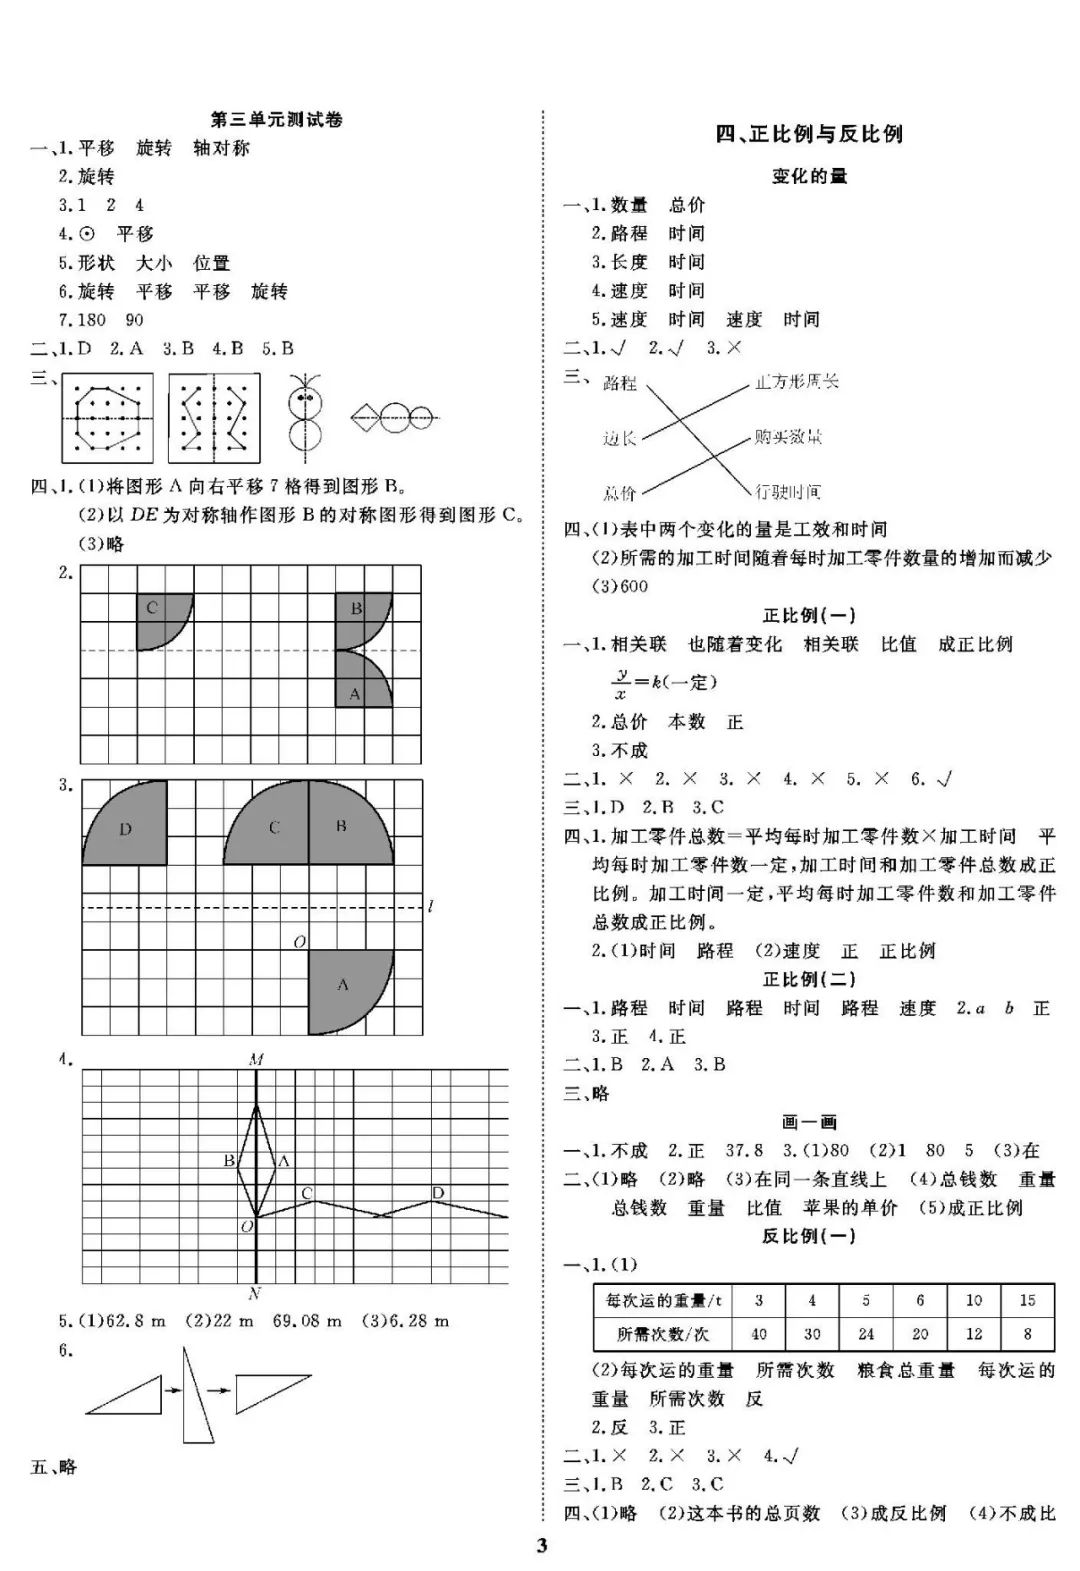 第三单元测试卷
一、1.平移 旋转 轴对称
2.旋转
3.1 2 4
4.⊙ 平移
5.形状 大小 位置
6.旋转 平移 平移 旋转
7.180 90
二、1.D 2.A 3.B 4.B 5.B
三、
四、1.(1)将图形 A 向右平移 7 格得到图形 B。
(2)以 DE 为对称轴作图形 B 的对称图形得到图形 C。
(3)略
2.
C B
A
3.
D C B
l
O
A
4.
M
B A
C D
O
N
5.(1)62.8 m (2)22 m 69.08 m (3)6.28 m
6.
五、略
四、正比例与反比例
变化的量
一、1.数量 总价
2.路程 时间
3.长度 时间
4.速度 时间
5.速度 时间 速度 时间
二、1.√ 2.√ 3.×
三、路程 正方形周长
边长 购买数量
总价 行驶时间
四、(1)表中两个变化的量是工效和时间
(2)所需的加工时间随着每时加工零件数量的增加而减少
(3)600
正比例(一)
一、1.相关联 也随着变化 相关联 比值 成正比例
y/x=k(一定)
2.总价 本数 正
3.不成
二、1.× 2.× 3.× 4.× 5.× 6.√
三、1.D 2.B 3.C
四、1.加工零件总数=平均每时加工零件数×加工时间 平
均每时加工零件数一定,加工时间和加工零件总数成正
比例。加工时间一定,平均每时加工零件数和加工零件
总数成正比例。
2.(1)时间 路程 (2)速度 正 正比例
正比例(二)
一、1.路程 时间 路程 时间 路程 速度 2.a b 正
3.正 4.正
二、1.B 2.A 3.B
三、略
画一画
一、1.不成 2.正 37.8 3.(1)80 (2)1 80 5 (3)在
二、(1)略 (2)略 (3)在同一条直线上 (4)总钱数 重量
总钱数 重量 比值 苹果的单价 (5)成正比例
反比例(一)
一、1.(1)
每次运的重量/t 3 4 5 6 10 15
所需次数/次 40 30 24 20 12 8
(2)每次运的重量 所需次数 粮食总重量 每次运的
重量 所需次数 反
2.反 3.正
二、1.× 2.× 3.× 4.√
三、1.B 2.C 3.C
四、(1)略 (2)这本书的总页数 (3)成反比例 (4)不成比
3